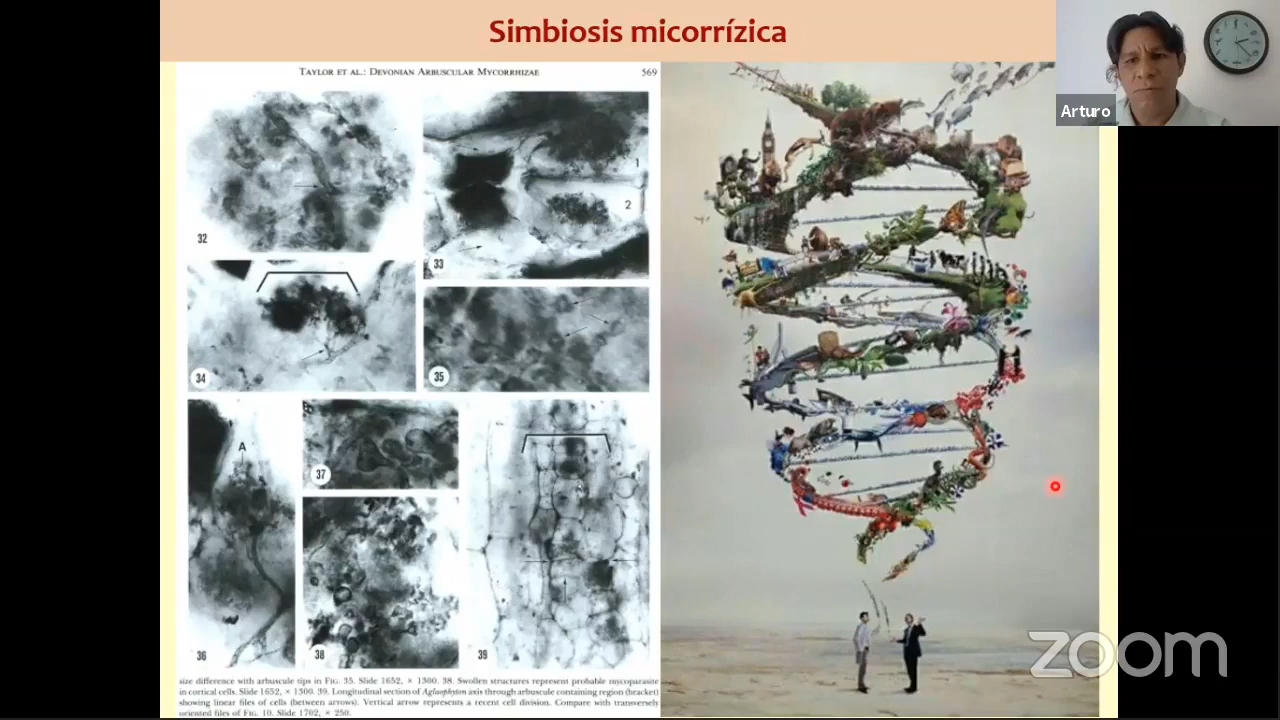 Simbiosis micorrízica
Arturo
TAYLOR ET AL.: DEVONIAN ARBUSCULAR MYCORRHIZAE 569
32
1
2
33
34
35
A
37
36
38
39
size difference with arbuscule tips in FIG. 35. Slide 1652, × 1300. 38. Swollen structures represent probable mycoparasite
in cortical cells. Slide 1652, × 1300. 39. Longitudinal section of Aglaophyton axis through arbuscule containing region (bracket)
showing linear files of cells (between arrows). Vertical arrow represents a recent cell division. Compare with transversely
oriented files of FIG. 10. Slide 1702, × 250.
zoom